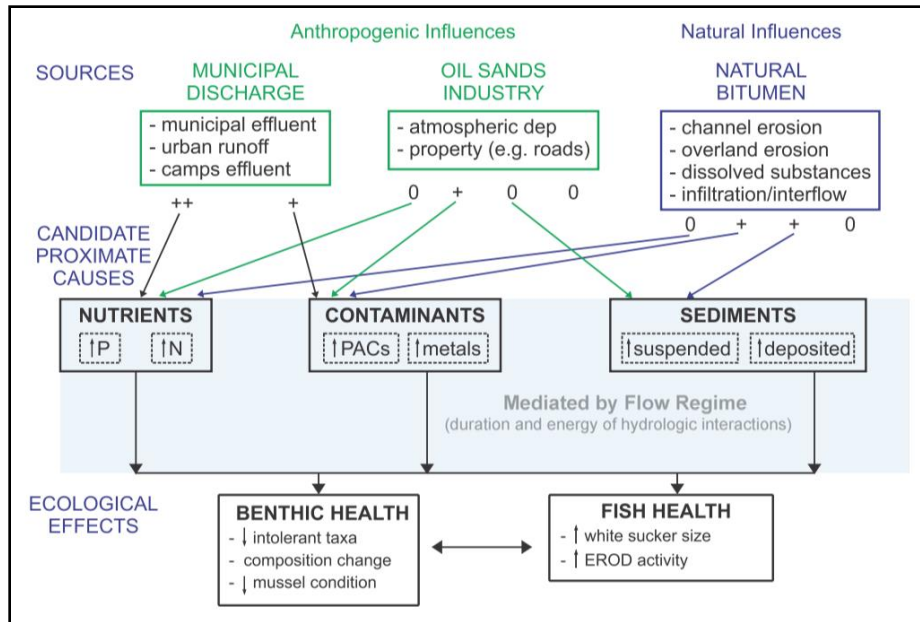 Anthropogenic Influences
Natural Influences
SOURCES
MUNICIPAL
DISCHARGE
OIL SANDS
INDUSTRY
NATURAL
BITUMEN
- municipal effluent
- urban runoff
- camps effluent
- atmospheric dep
- property (e.g. roads)
- channel erosion
- overland erosion
- dissolved substances
- infiltration/interflow
++ +
0 + 0 0
0 + + 0
CANDIDATE
PROXIMATE
CAUSES
NUTRIENTS
↑P ↑N
CONTAMINANTS
↑PACs ↑metals
SEDIMENTS
↑suspended ↑deposited
Mediated by Flow Regime
(duration and energy of hydrologic interactions)
ECOLOGICAL
EFFECTS
BENTHIC HEALTH
- ↓ intolerant taxa
- composition change
- ↓ mussel condition
FISH HEALTH
- ↑ white sucker size
- ↑ EROD activity